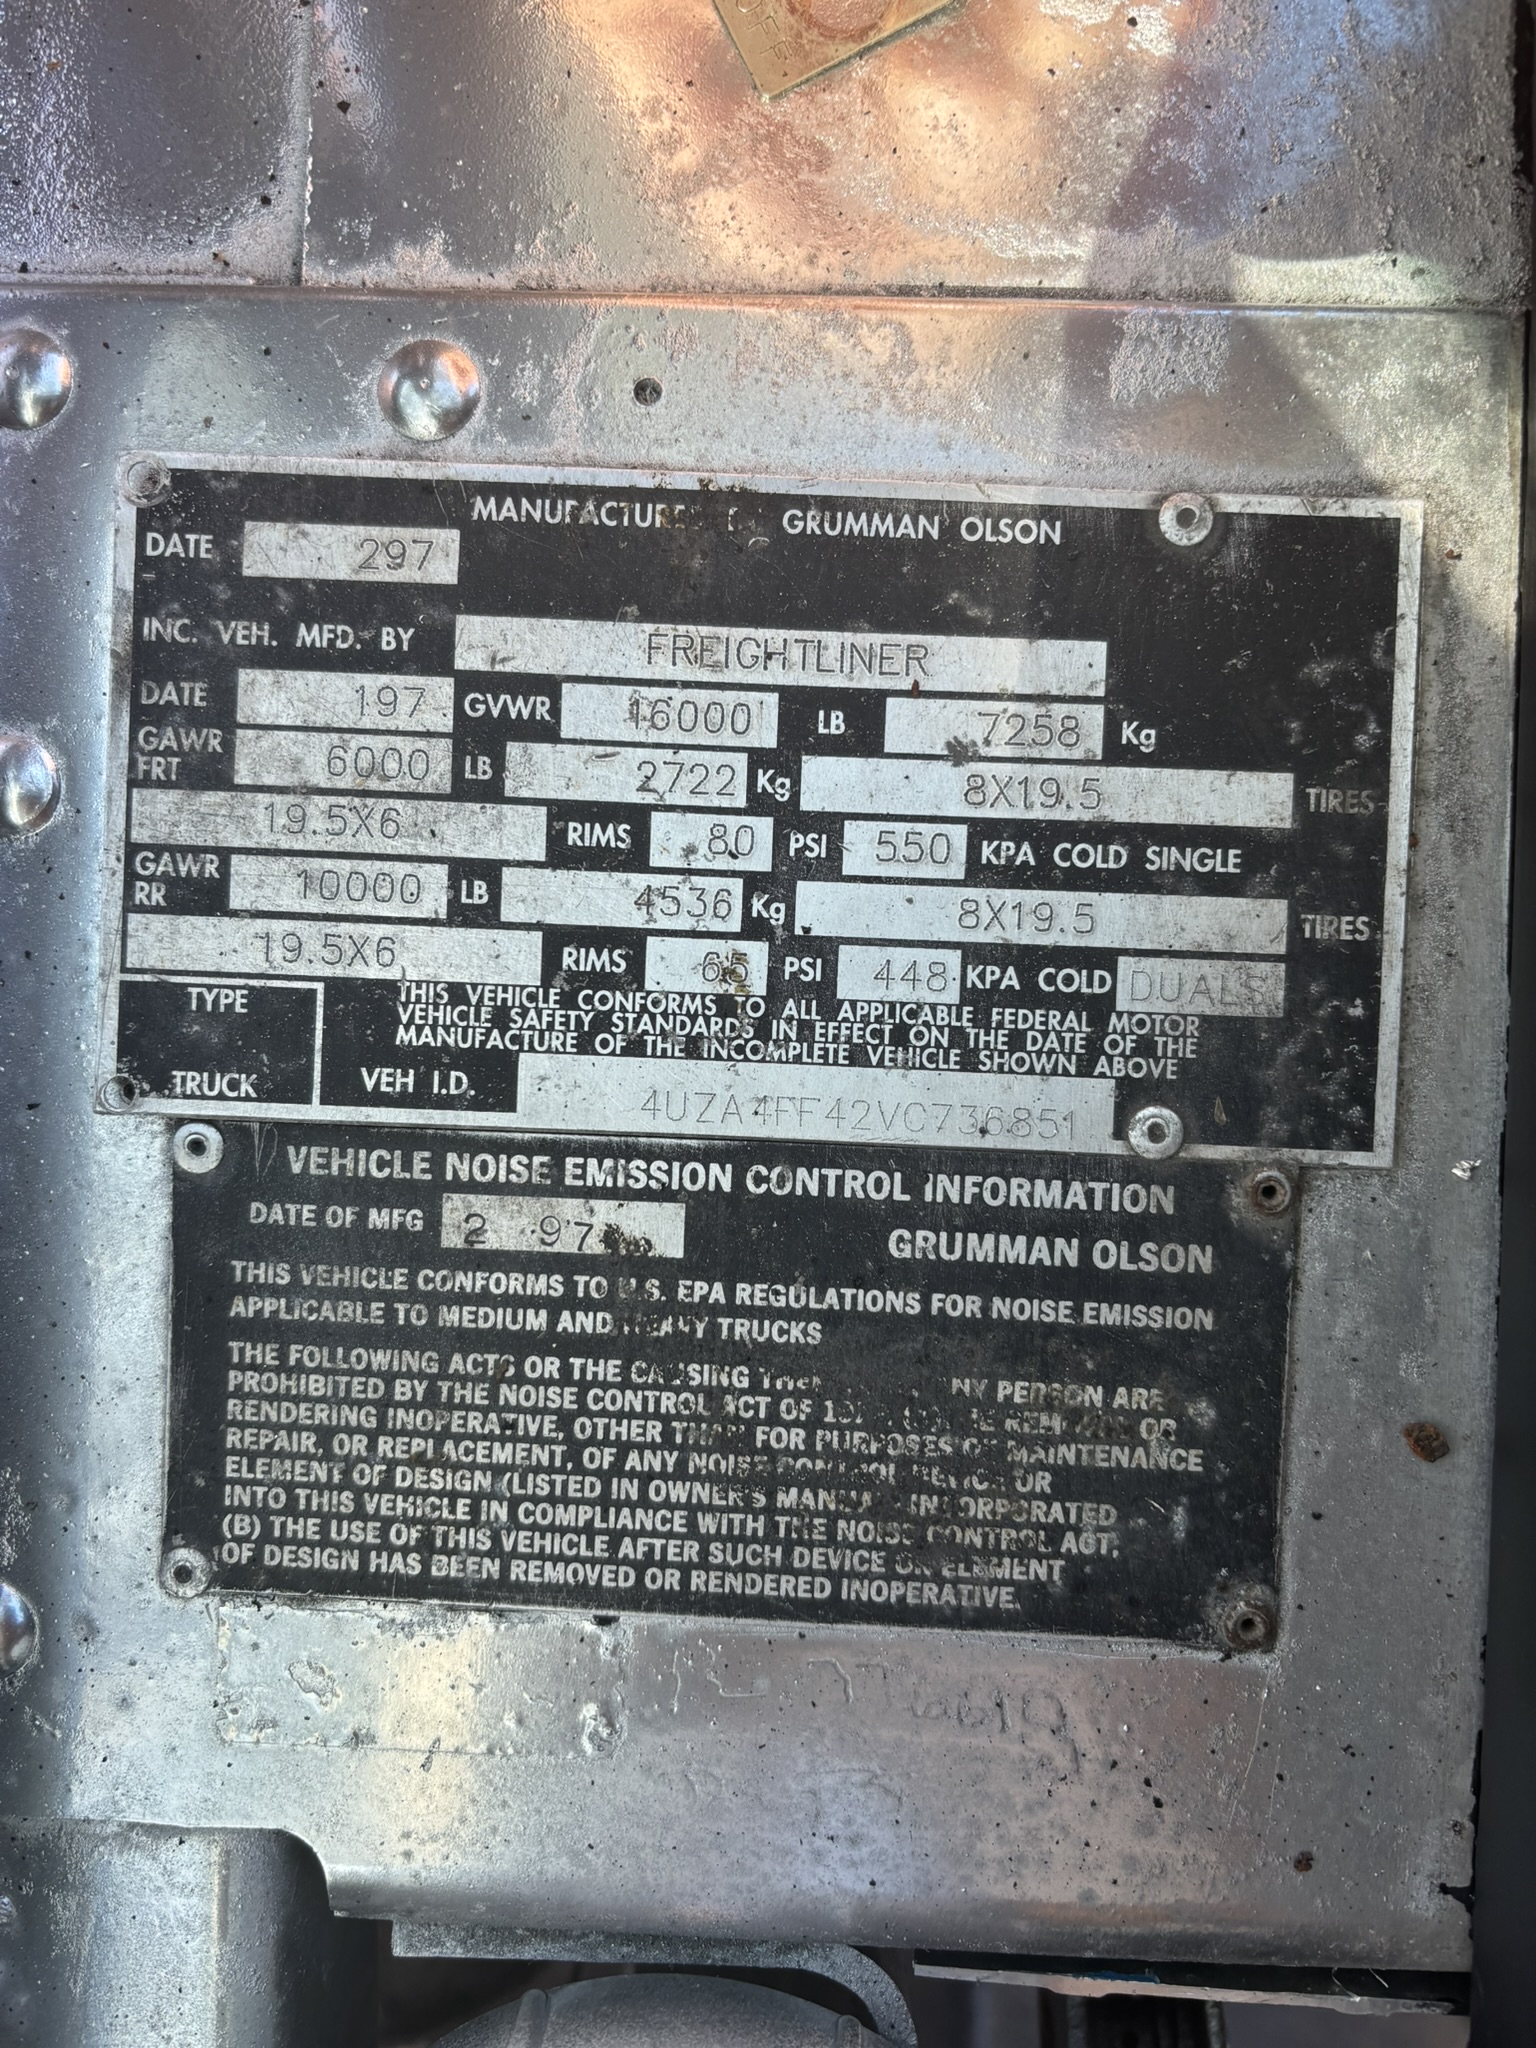 OFF
MANUFACTURE GRUMMAN OLSON
DATE 297
INC. VEH. MFD. BY FREIGHTLINER
DATE 197 GVWR 16000 LB 7258 Kg
GAWR FRT 6000 LB 2722 Kg 8X19.5 TIRES
19.5X6 RIMS 80 PSI 550 KPA COLD SINGLE
GAWR RR 10000 LB 4536 Kg 8X19.5 TIRES
19.5X6 RIMS 65 PSI 448 KPA COLD DUALS
TYPE
TRUCK
THIS VEHICLE CONFORMS TO ALL APPLICABLE FEDERAL MOTOR
VEHICLE SAFETY STANDARDS IN EFFECT ON THE DATE OF THE
MANUFACTURE OF THE INCOMPLETE VEHICLE SHOWN ABOVE
VEH I.D. 4UZA4FF42VC736851
VEHICLE NOISE EMISSION CONTROL INFORMATION
DATE OF MFG 2 97
GRUMMAN OLSON
THIS VEHICLE CONFORMS TO U.S. EPA REGULATIONS FOR NOISE EMISSION
APPLICABLE TO MEDIUM AND HEAVY TRUCKS
THE FOLLOWING ACTS OR THE CAUSING PERSON ARE
PROHIBITED BY THE NOISE CONTROL ACT OF OR
RENDERING INOPERATIVE, OTHER THAN FOR PURPOSES OF MAINTENANCE
REPAIR, OR REPLACEMENT, OF ANY NOISE CONTROL DEVICE OR
ELEMENT OF DESIGN (LISTED IN OWNER'S MANUAL INCORPORATED
INTO THIS VEHICLE IN COMPLIANCE WITH THE NOISE CONTROL ACT,
(B) THE USE OF THIS VEHICLE AFTER SUCH DEVICE OR ELEMENT
OF DESIGN HAS BEEN REMOVED OR RENDERED INOPERATIVE.